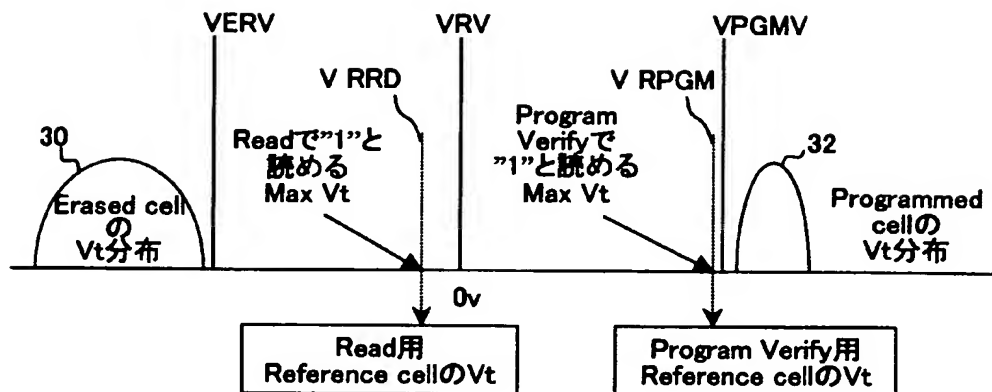 VERV
VRV
VPGMV
V RRD
V RPGM
30
Readで"1"と
読める
Max Vt
Program
Verifyで
"1"と読める
Max Vt
32
Erased cell
の
Vt分布
Programmed
cellの
Vt分布
0v
Read用
Reference cellのVt
Program Verify用
Reference cellのVt